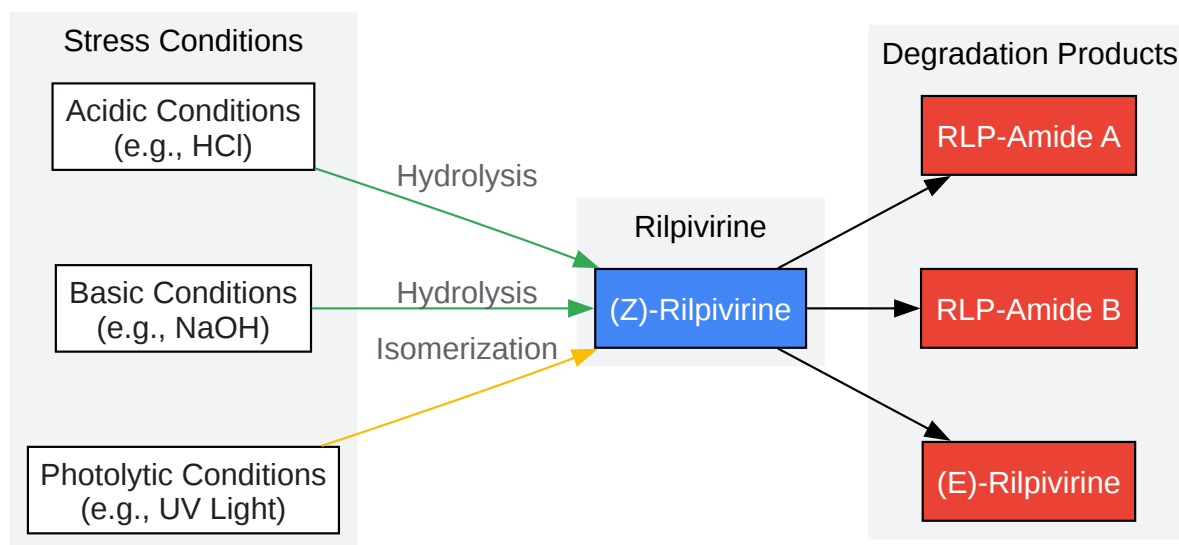 Stress Conditions
Acidic Conditions
(e.g., HCl)
Hydrolysis
Basic Conditions
(e.g., NaOH)
Hydrolysis
Isomerization
Photolytic Conditions
(e.g., UV Light)
Rilpivirine
(Z)-Rilpivirine
Degradation Products
RLP-Amide A
RLP-Amide B
(E)-Rilpivirine